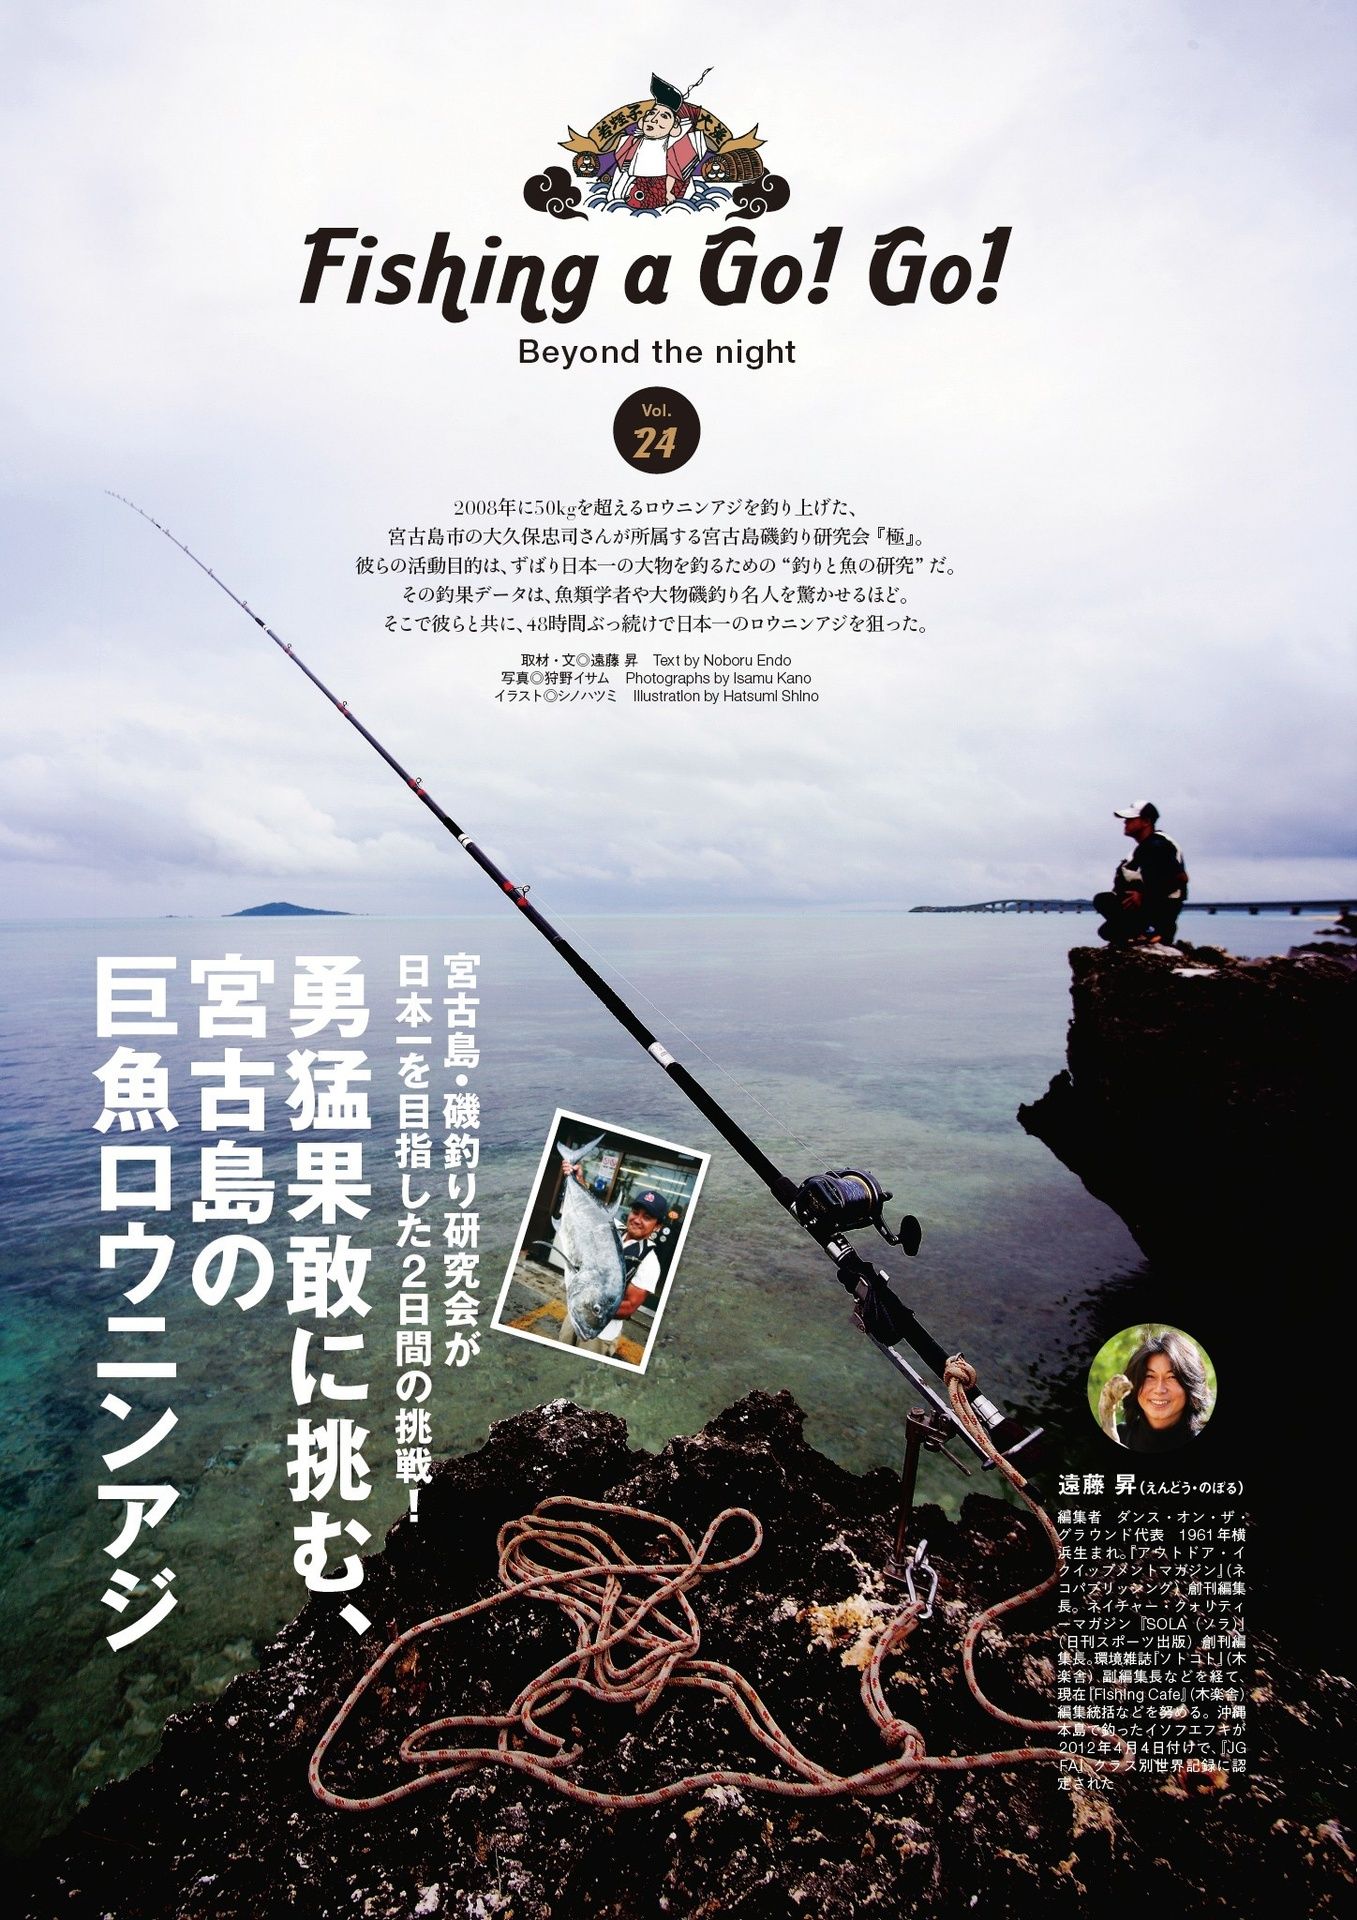 若蛭子
大漁
Fishing a Go! Go!
Beyond the night
Vol.
24
2008年に50kgを超えるロウニンアジを釣り上げた、
宮古島市の大久保忠司さんが所属する宮古島磯釣り研究会『極』。
彼らの活動目的は、ずばり日本一の大物を釣るための“釣りと魚の研究”だ。
その釣果データは、魚類学者や大物磯釣り名人を驚かせるほど。
そこで彼らと共に、48時間ぶっ続けで日本一のロウニンアジを狙った。
取材・文◎遠藤 昇　Text by Noboru Endo
写真◎狩野イサム　Photographs by Isamu Kano
イラスト◎シノハツミ　Illustration by Hatsumi Shino
宮古島・磯釣り研究会が
日本一を目指した2日間の挑戦！
勇猛果敢に挑む、
宮古島の
巨魚ロウニンアジ
遠藤 昇(えんどう・のぼる)
編集者　ダンス・オン・ザ・
グラウンド代表　1961年横
浜生まれ。『アウトドア・イ
クイップメントマガジン』（ネ
コパブリッシング）創刊編集
長。ネイチャー・クォリティ
ーマガジン『SOLA（ソラ）』
（日刊スポーツ出版）創刊編
集長。環境雑誌『ソトコト』（木
楽舎）副編集長などを経て、
現在『Fishing Cafe』（木楽舎）
編集統括などを努める。沖縄
本島で釣ったイソフエフキが
2012年4月4日付けで、『JG
FA』クラス別世界記録に認
定された